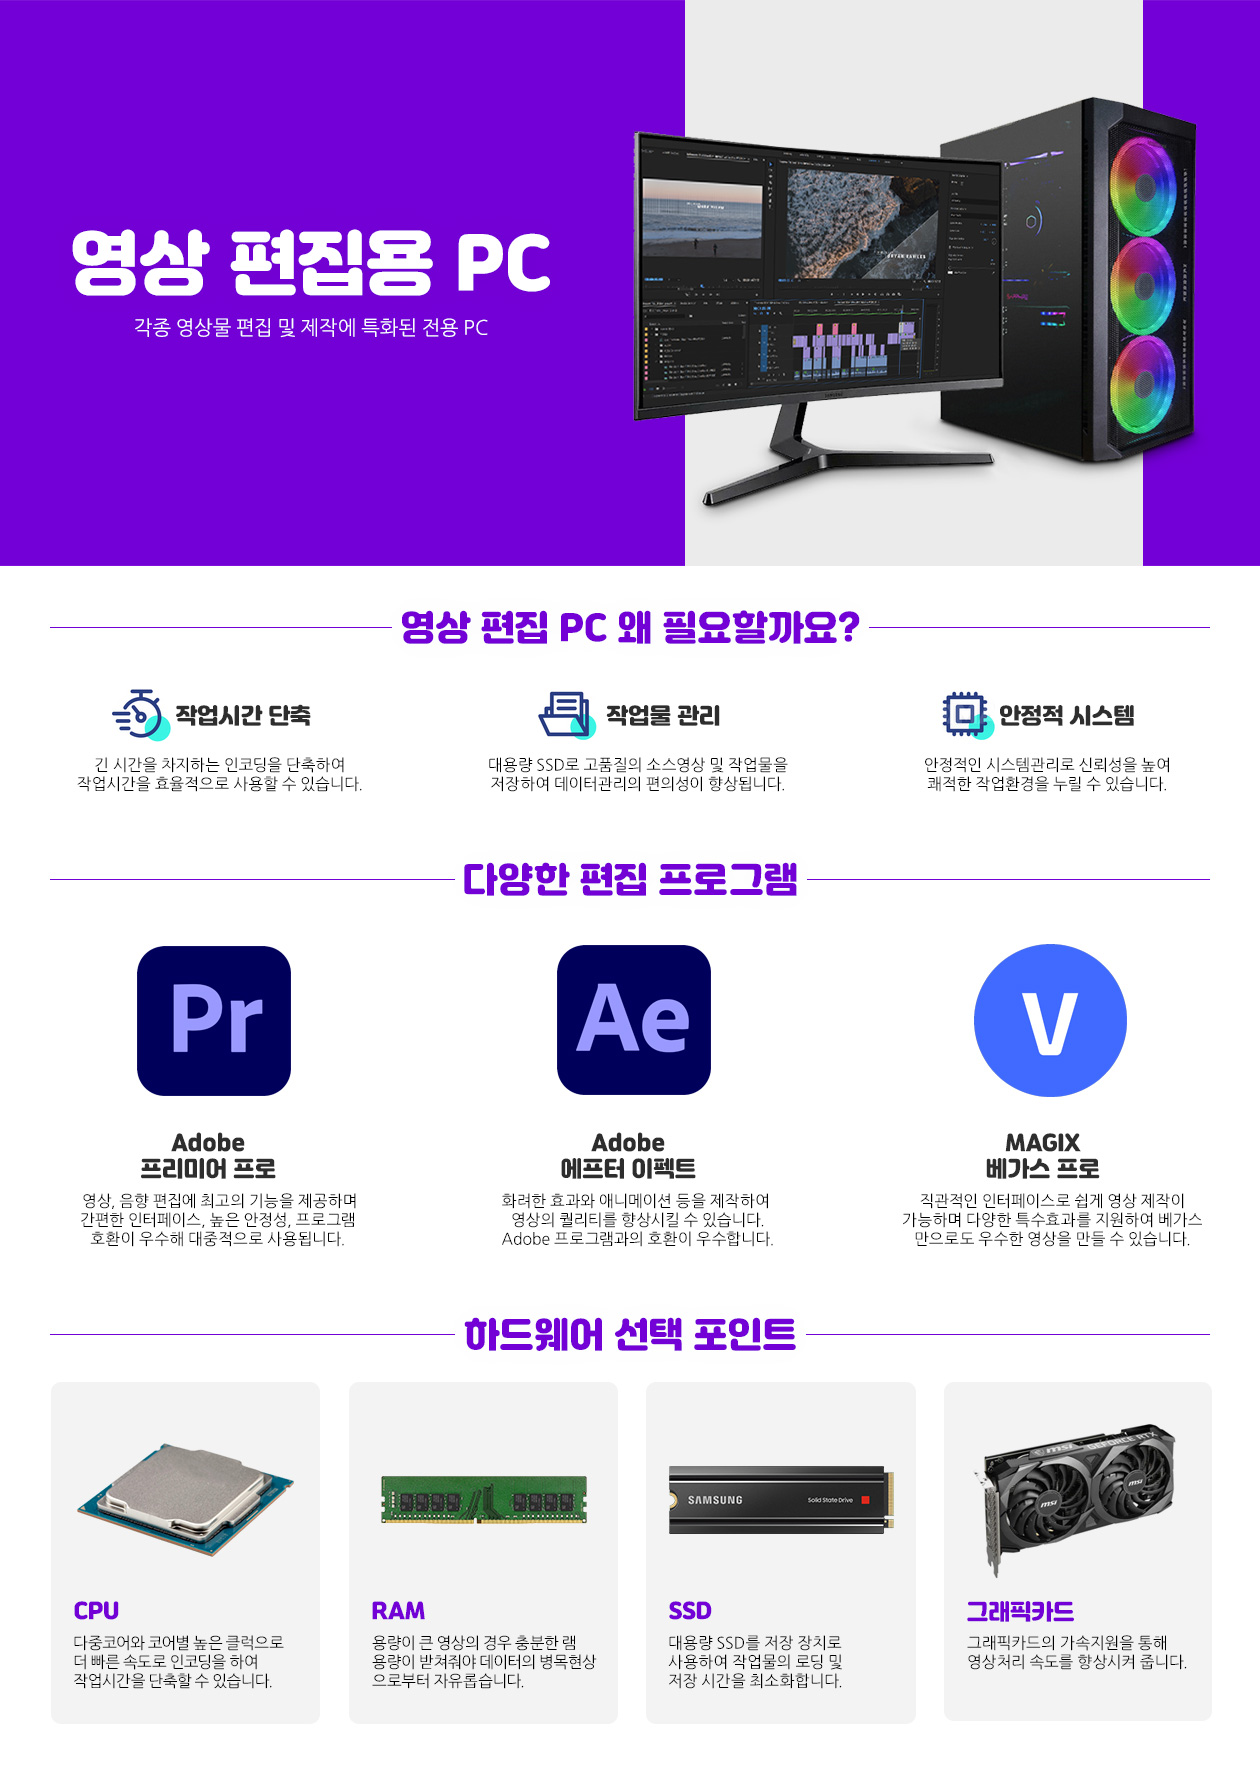 영상 편집용 PC
각종 영상물 편집 및 제작에 특화된 전용 PC
영상 편집 PC 왜 필요할까요?
작업시간 단축
긴 시간을 차지하는 인코딩을 단축하여
작업시간을 효율적으로 사용할 수 있습니다.
작업물 관리
대용량 SSD로 고품질의 소스영상 및 작업물을
저장하여 데이터관리의 편의성이 향상됩니다.
안정적 시스템
안정적인 시스템관리로 신뢰성을 높여
쾌적한 작업환경을 누릴 수 있습니다.
다양한 편집 프로그램
Pr
Adobe
프리미어 프로
영상, 음향 편집에 최고의 기능을 제공하며
간편한 인터페이스, 높은 안정성, 프로그램
호환이 우수해 대중적으로 사용됩니다.
Ae
Adobe
에프터 이펙트
화려한 효과와 애니메이션 등을 제작하여
영상의 퀄리티를 향상시킬 수 있습니다.
Adobe 프로그램과의 호환이 우수합니다.
V
MAGIX
베가스 프로
직관적인 인터페이스로 쉽게 영상 제작이
가능하며 다양한 특수효과를 지원하여 베가스
만으로도 우수한 영상을 만들 수 있습니다.
하드웨어 선택 포인트
CPU
다중코어와 코어별 높은 클럭으로
더 빠른 속도로 인코딩을 하여
작업시간을 단축할 수 있습니다.
RAM
용량이 큰 영상의 경우 충분한 램
용량이 받쳐줘야 데이터의 병목현상
으로부터 자유롭습니다.
SAMSUNG
Solid State Drive
SSD
대용량 SSD를 저장 장치로
사용하여 작업물의 로딩 및
저장 시간을 최소화합니다.
msi
GEFORCE RTX
msi
msi
그래픽카드
그래픽카드의 가속지원을 통해
영상처리 속도를 향상시켜 줍니다.